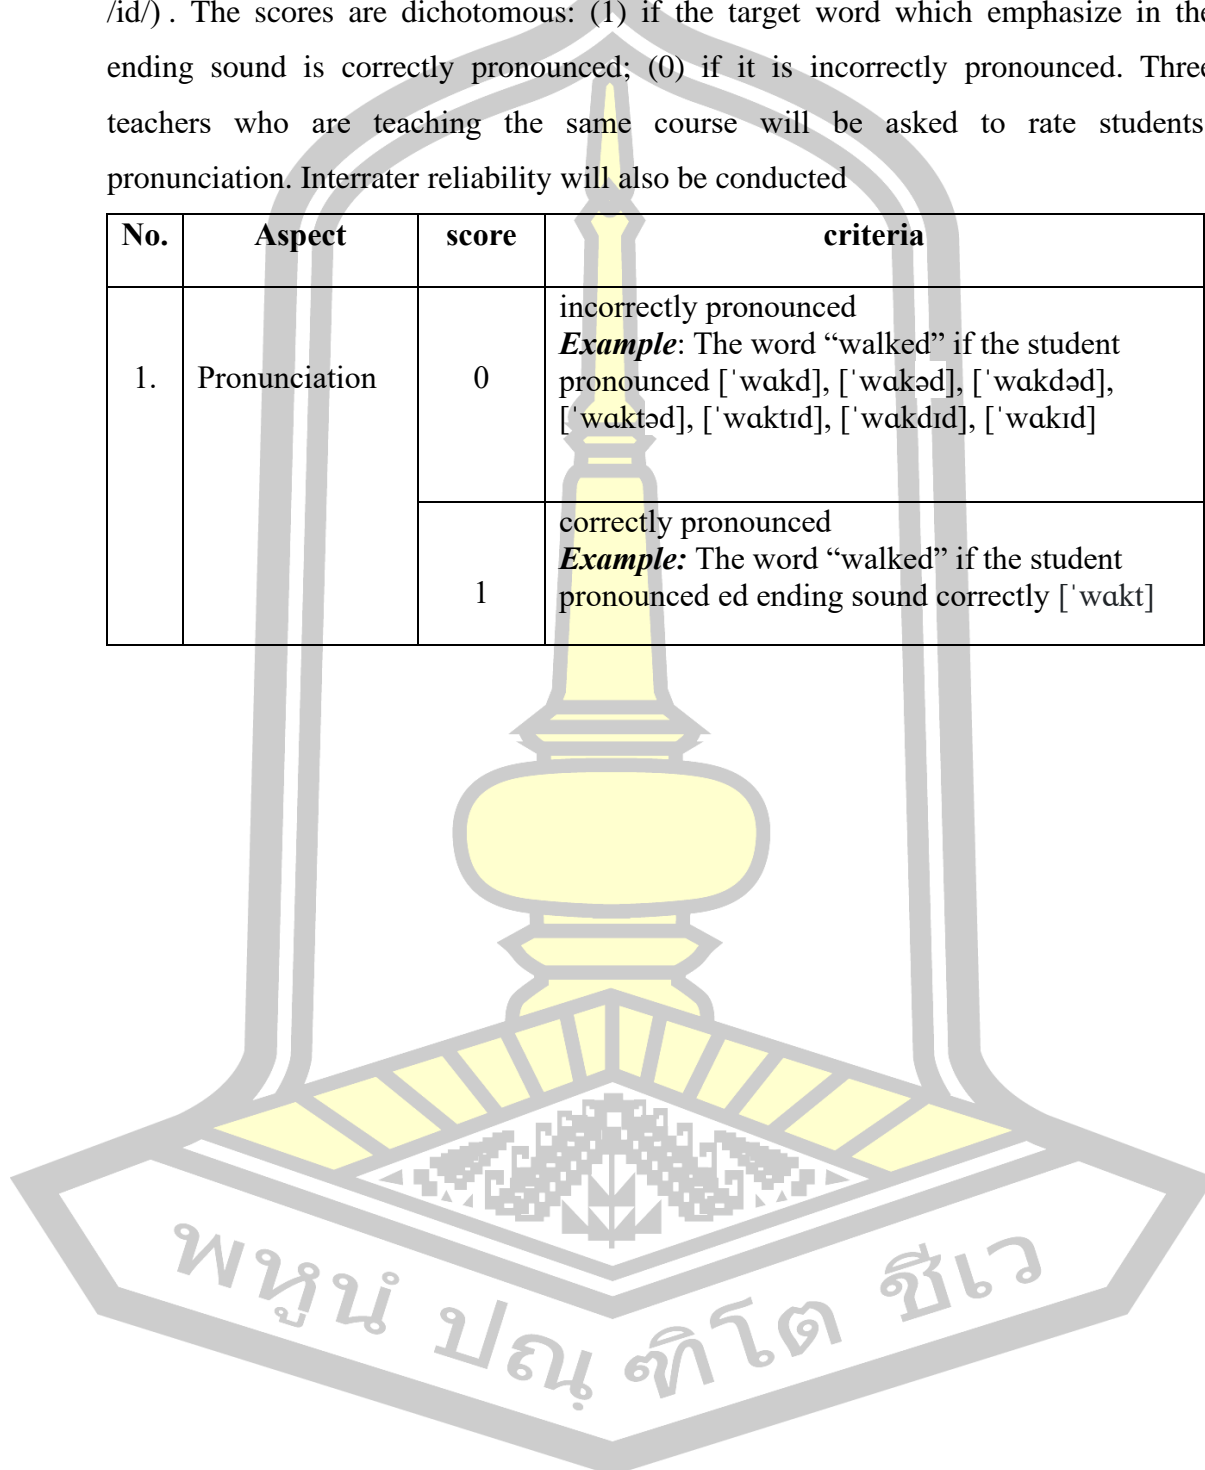 /id/) . The scores are dichotomous: (1) if the target word which emphasize in the
ending sound is correctly pronounced; (0) if it is incorrectly pronounced. Three
teachers who are teaching the same course will be asked to rate students
pronunciation. Interrater reliability will also be conducted
No. Aspect score criteria
incorrectly pronounced
Example: The word “walked” if the student
1. Pronunciation 0 pronounced [ˈwɑkd], [ˈwɑkəd], [ˈwɑkdəd],
[ˈwɑktəd], [ˈwɑktɪd], [ˈwɑkdɪd], [ˈwɑkɪd]
correctly pronounced
Example: The word “walked” if the student
1 pronounced ed ending sound correctly [ˈwɑkt]
พหูนํ ปณฺฑิโต ชีเว